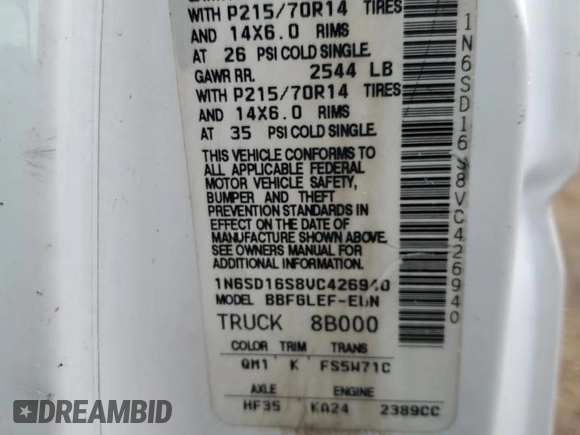 WITH P215/70R14 TIRES
AND 14X6.0 RIMS
AT 26 PSI COLD SINGLE.
GAWR RR. 2544 LB
WITH P215/70R14 TIRES
AND 14X6.0 RIMS
AT 35 PSI COLD SINGLE.
THIS VEHICLE CONFORMS TO
ALL APPLICABLE FEDERAL
MOTOR VEHICLE SAFETY,
BUMPER AND THEFT
PREVENTION STANDARDS IN
EFFECT ON THE DATE OF
MANUFACTURE SHOWN ABOVE.
SEE OWNERS MANUAL FOR
ADDITIONAL INFORMATION.
1N6SD16S8VC426940
MODEL BBF6LEF-EUN
TRUCK 8B000
COLOR TRIM TRANS
QM1 K FS5W71C
AXLE ENGINE
HF35 KA24 2389CC
1N6SD16S8VC426940
DREAMBID